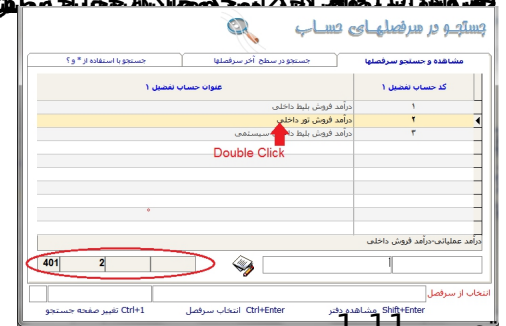 جستجو در سرفصلهای حساب
مشاهده و جستجو سرفصلها
جستجو در سطح آخر سرفصلها
جستجو با استفاده از * و ؟
کد حساب تفضیل ۱
عنوان حساب تفضیل ۱
۱
درآمد فروش بلیط داخلی
۲
درآمد فروش تور داخلی
۳
درآمد فروش بلیط داخلی سیستمی
Double Click
درآمد عملیاتی-درآمد فروش داخلی
401 2
انتخاب از سرفصل
Shift+Enter مشاهده دفتر
Ctrl+Enter انتخاب سرفصل
Ctrl+1 تغییر صفحه جستجو